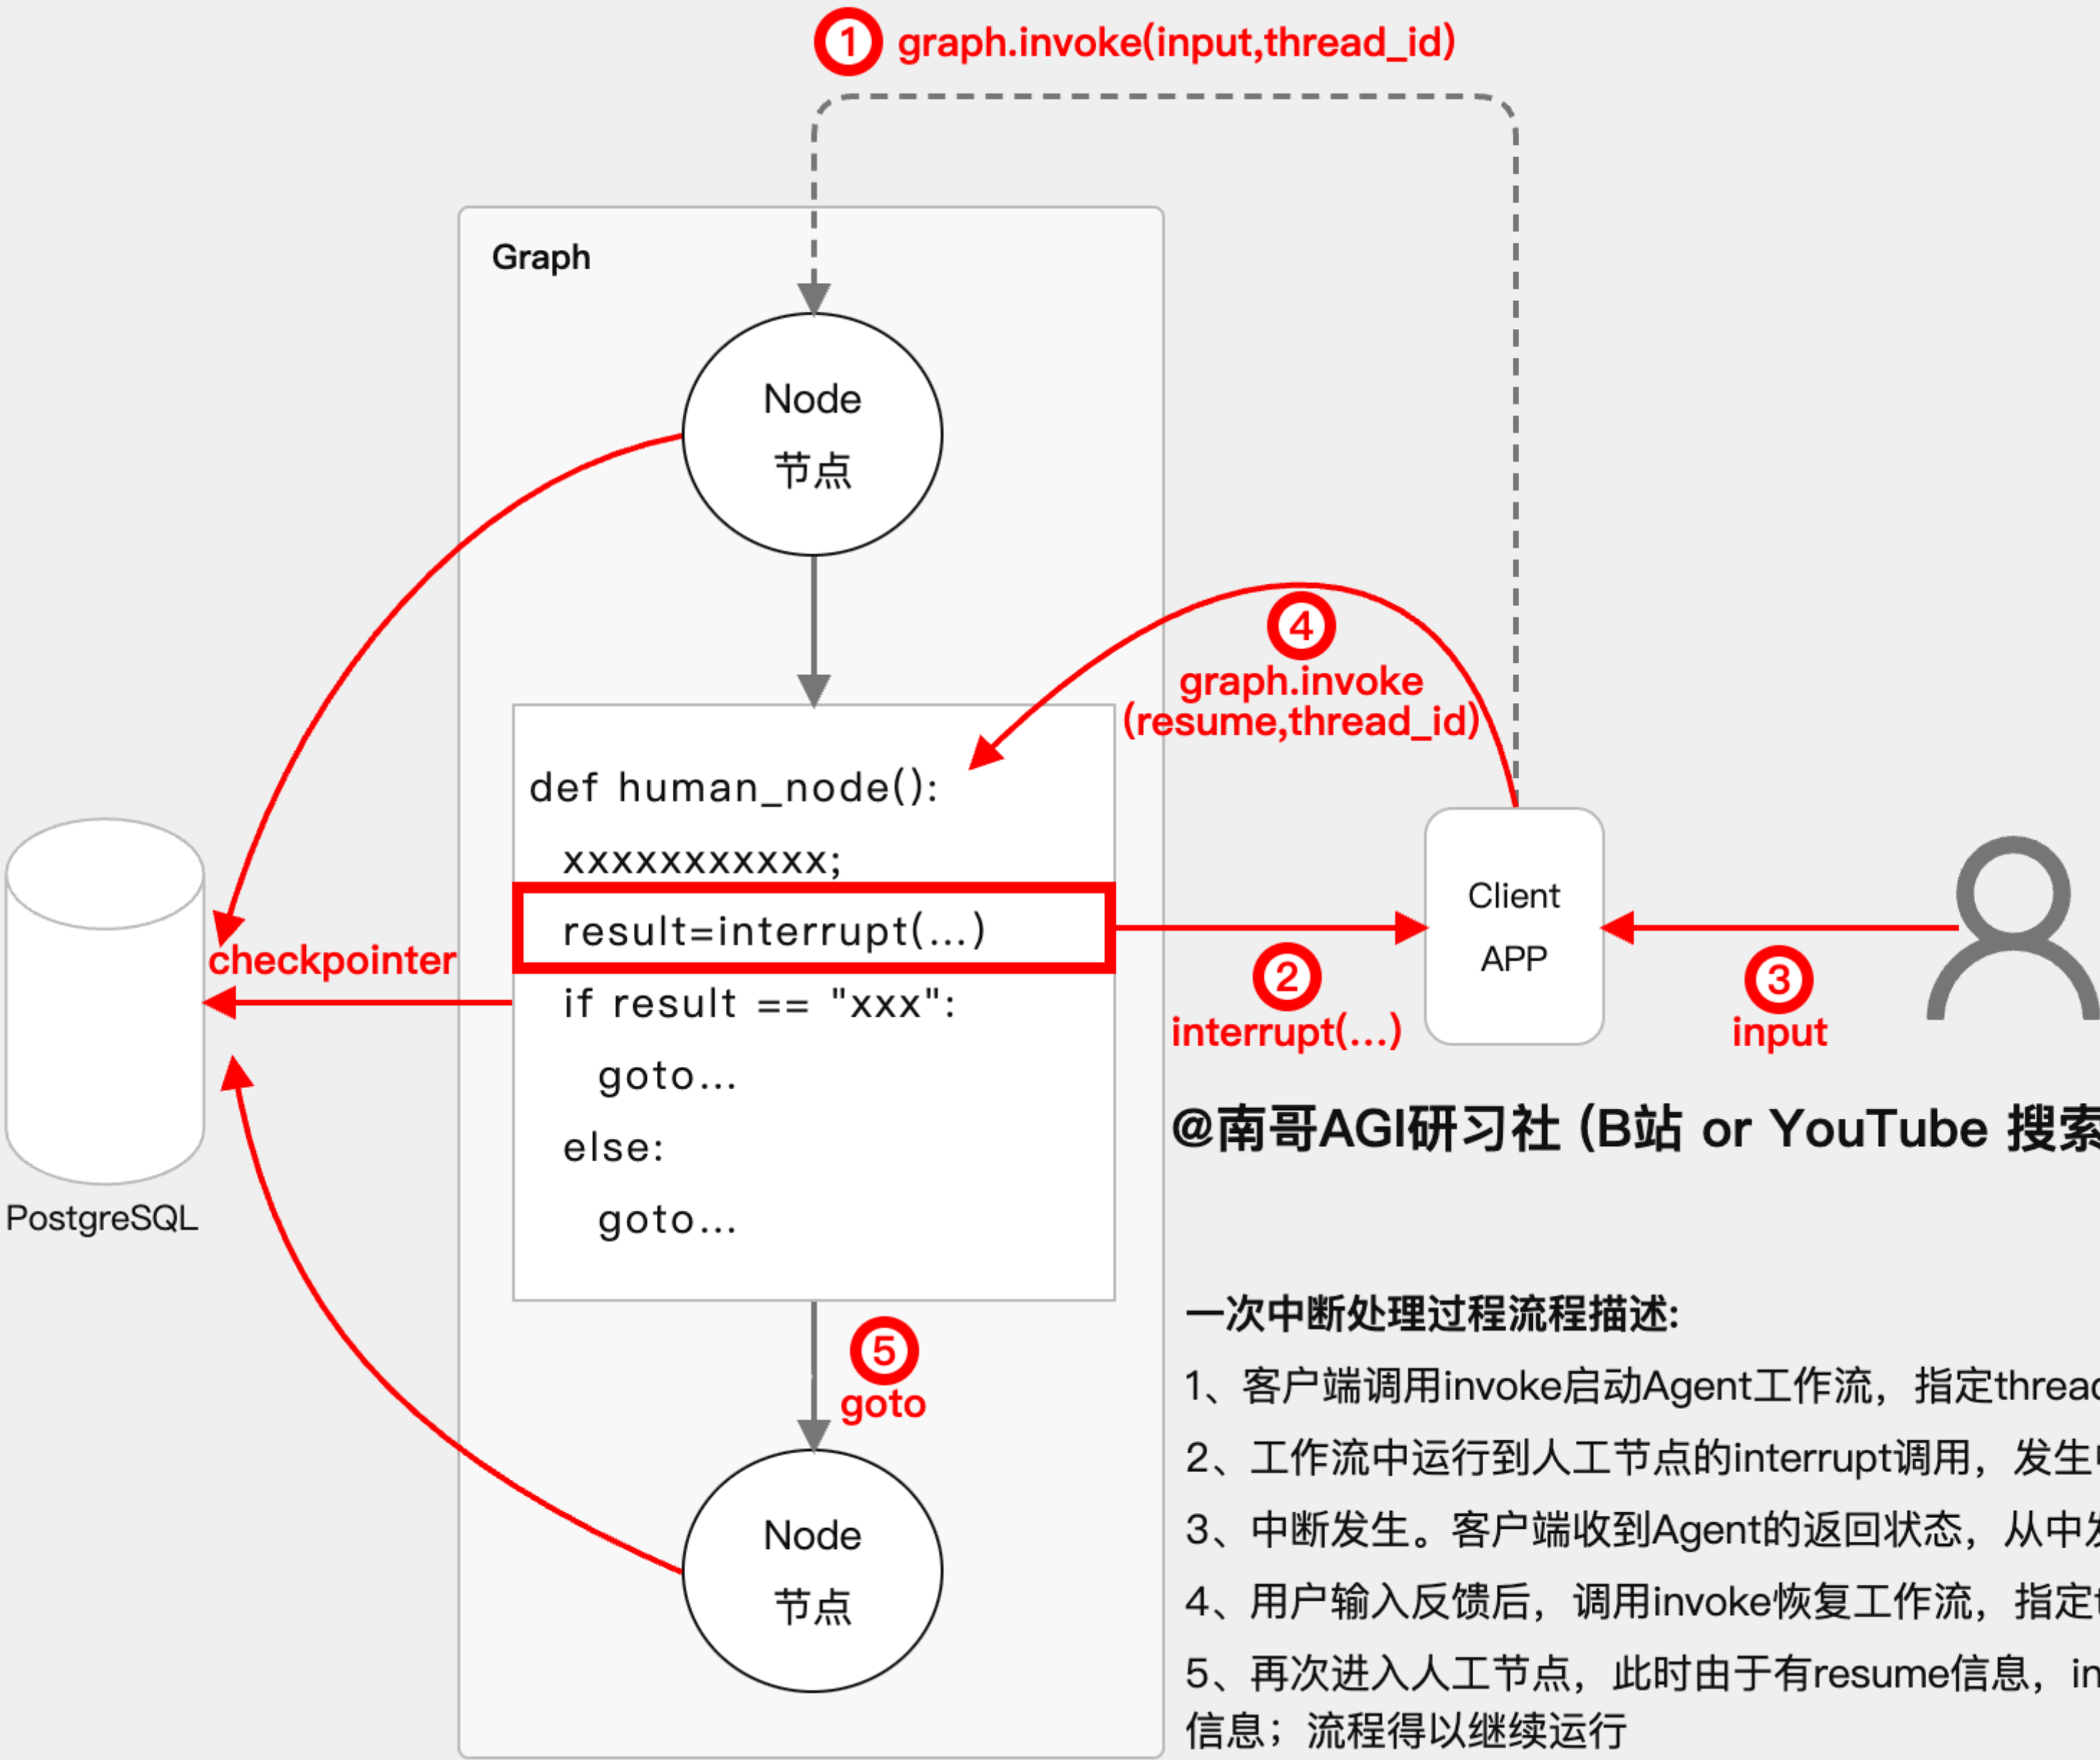 ① graph.invoke(input,thread_id)
Graph
Node
节点
④
graph.invoke
(resume,thread_id)
def human_node():
xxxxxxxxxxx;
result=interrupt(...)
if result == "xxx":
goto...
else:
goto...
checkpointer
PostgreSQL
②
interrupt(...)
Client
APP
③
input
@南哥AGI研习社 (B站 or YouTube 搜索
⑤
goto
Node
节点
一次中断处理过程流程描述:
1、客户端调用invoke启动Agent工作流，指定thread
2、工作流中运行到人工节点的interrupt调用，发生
3、中断发生。客户端收到Agent的返回状态，从中
4、用户输入反馈后，调用invoke恢复工作流，指定
5、再次进入人工节点，此时由于有resume信息，in
信息；流程得以继续运行